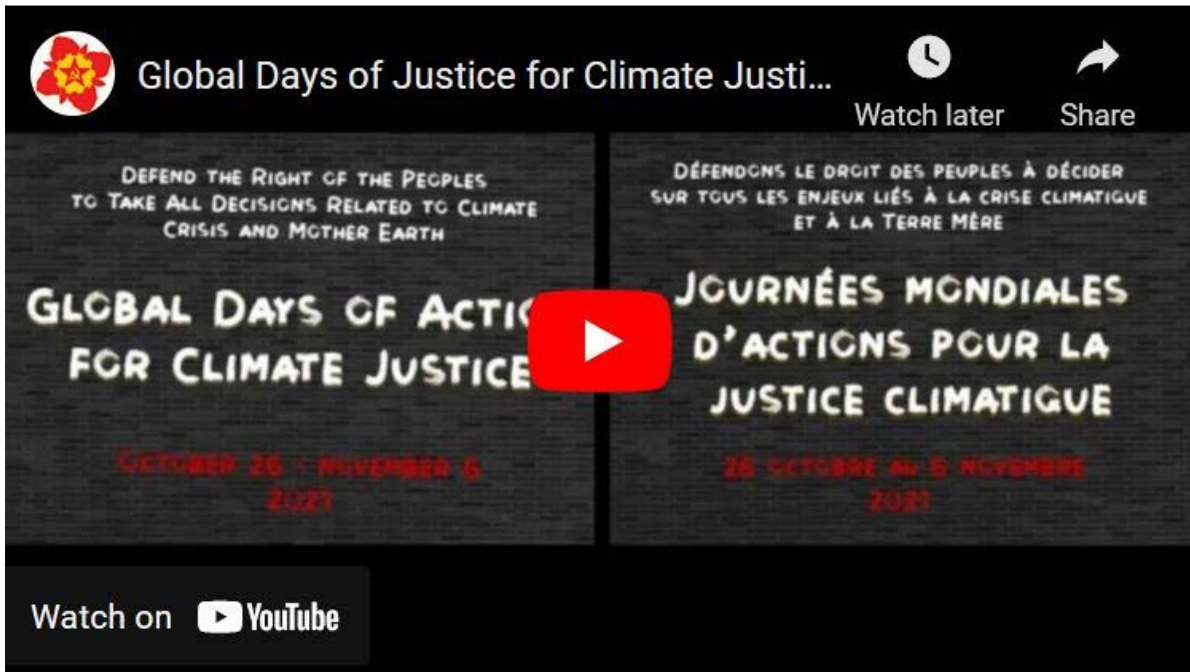 Global Days of Justice for Climate Justi...
Watch later
Share
DEFEND THE RIGHT OF THE PEOPLES
TO TAKE ALL DECISIONS RELATED TO CLIMATE
CRISIS AND MOTHER EARTH
GLOBAL DAYS OF ACTIO
FOR CLIMATE JUSTICE
OCTOBER 26 - NOVEMBER 6
2021
DÉFENDONS LE DROIT DES PEUPLES À DÉCIDER
SUR TOUS LES ENJEUX LIÉS À LA CRISE CLIMATIQUE
ET À LA TERRE MÈRE
JOURNÉES MONDIALES
D'ACTIONS POUR LA
JUSTICE CLIMATIQUE
26 OCTOBRE AU 6 NOVEMBRE
2021
Watch on YouTube